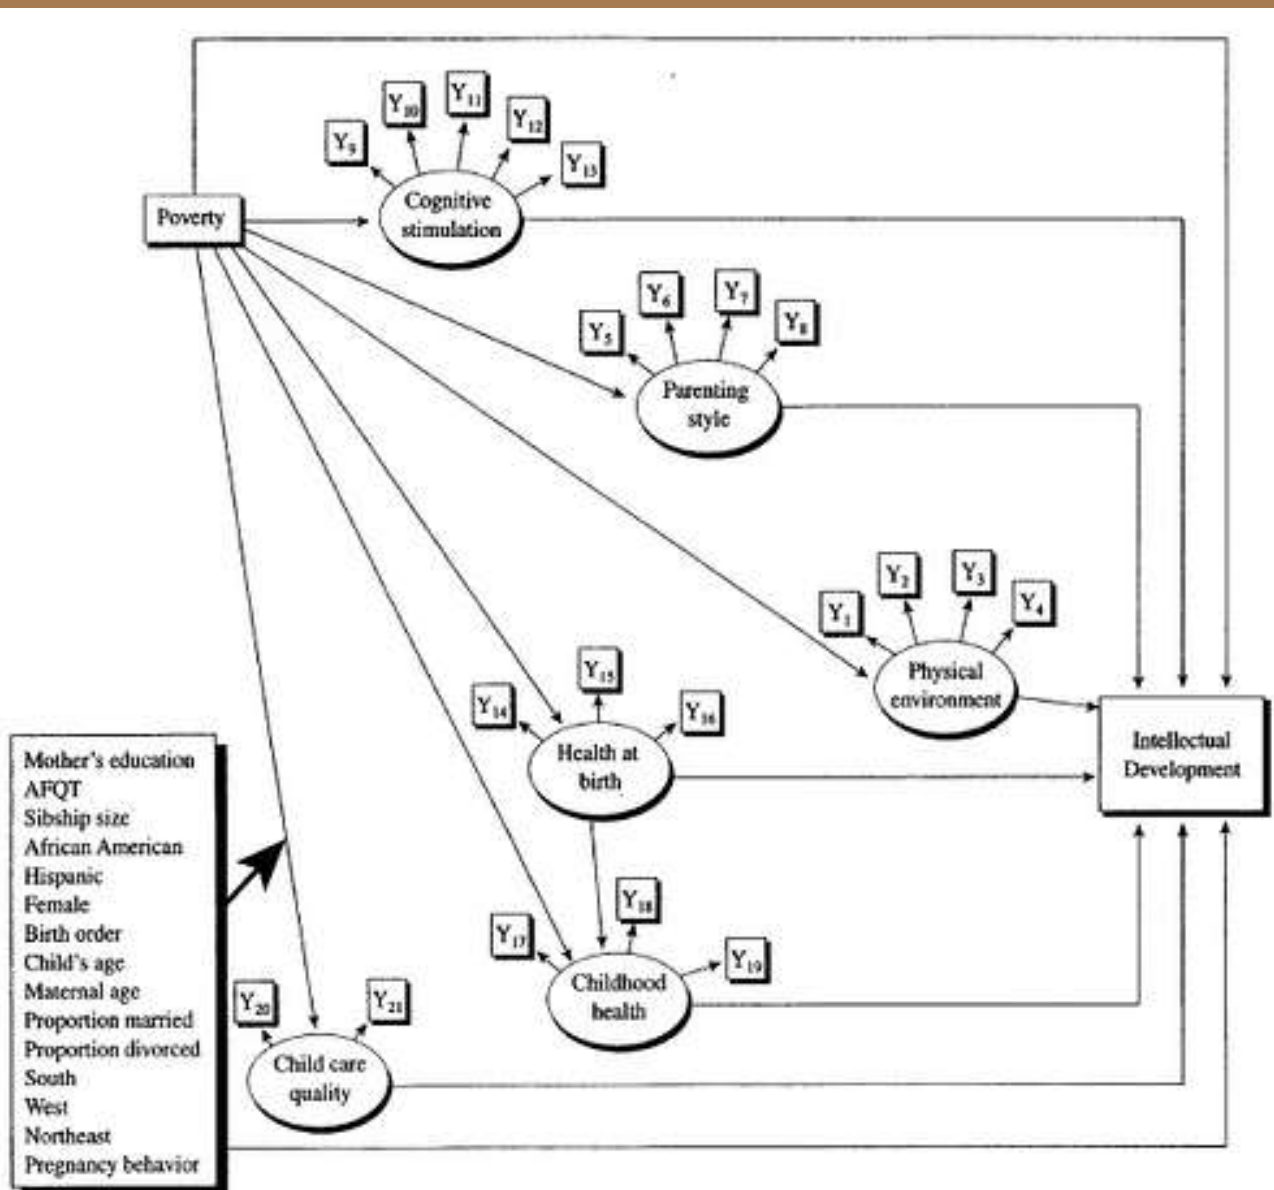 Y11
Y10
Y12
Y9
Y13
Poverty
Cognitive
stimulation
Y6
Y7
Y5
Y8
Parenting
style
Y2
Y3
Y1
Y4
Physical
environment
Y15
Y14
Y16
Health at
birth
Intelloctual
Development
Mother's education
AFQT
Sibship size
African American
Hispanic
Female
Birth order
Child's age
Maternal age
Proportion married
Proportion divorced
South
West
Northeast
Pregnancy behavior
Y18
Y17
Y19
Childhood
health
Y20
Y21
Child care
quality